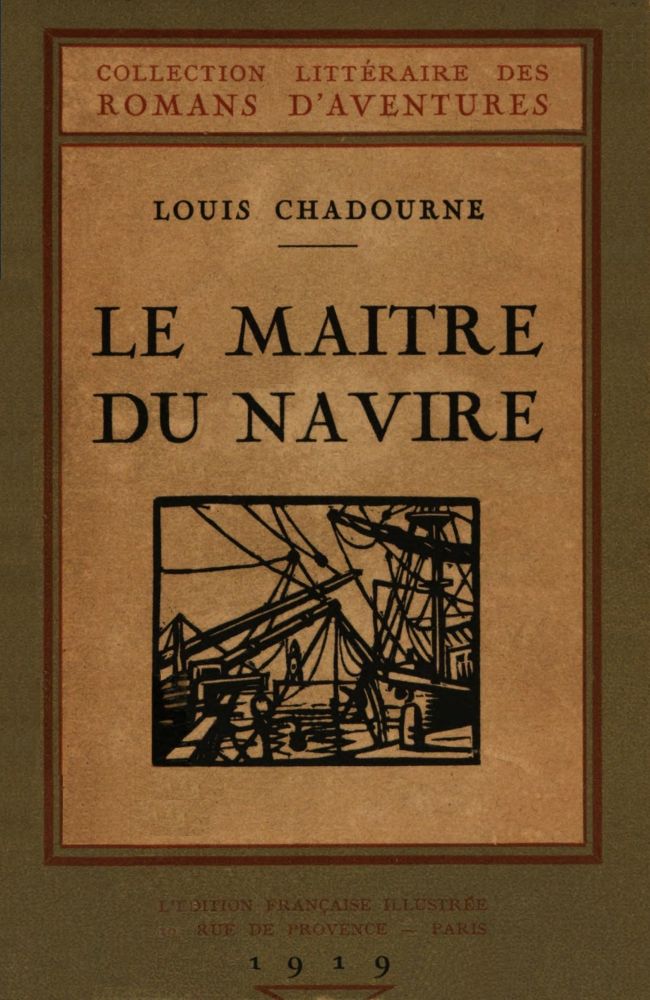 COLLECTION LITTÉRAIRE DES
ROMANS D'AVENTURES
LOUIS CHADOURNE
LE MAITRE
DU NAVIRE
L'EDITION FRANÇAISE ILLUSTRÉE
RUE DE PROVENCE — PARIS
1919